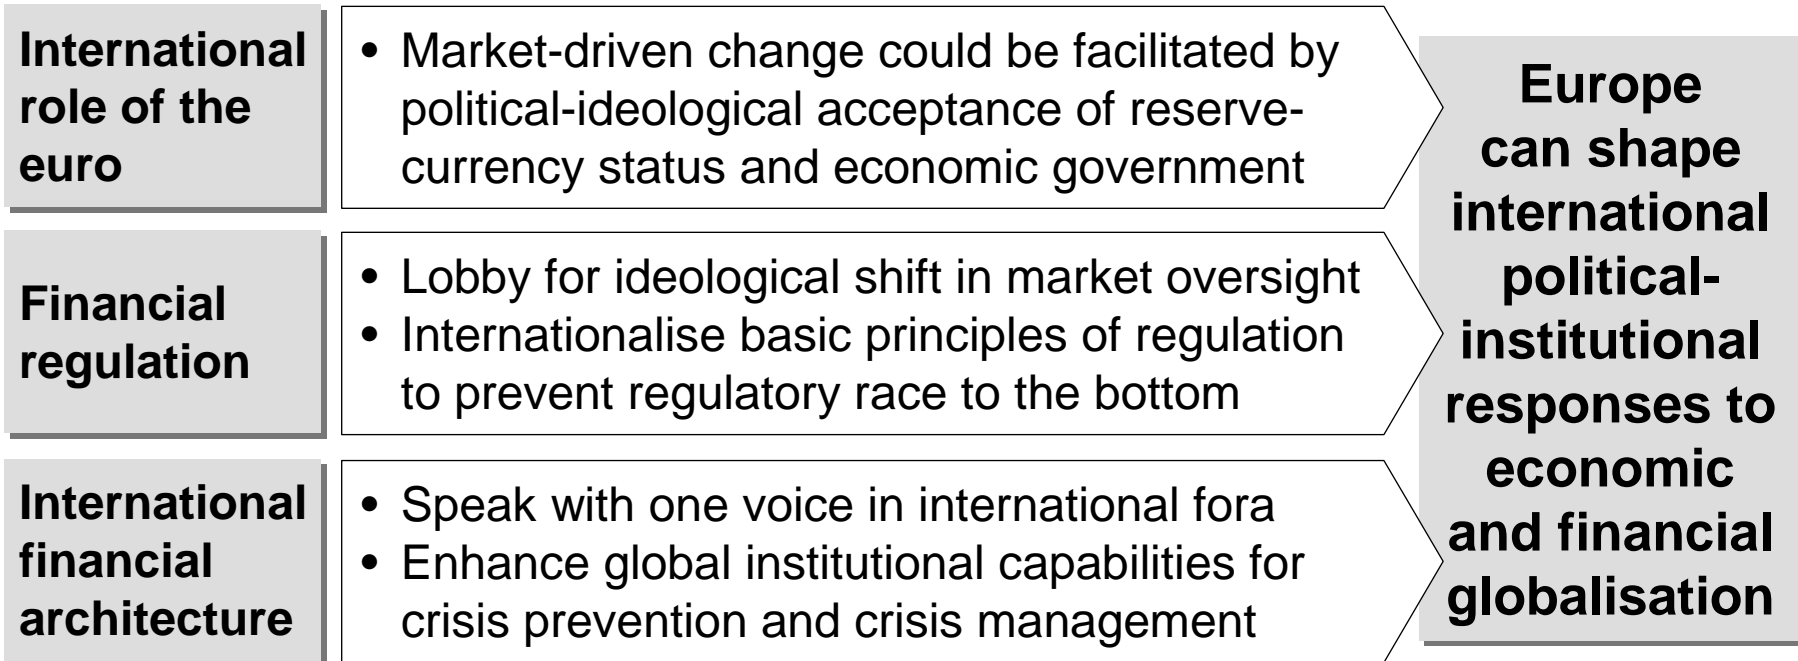 International
role of the
euro
• Market-driven change could be facilitated by
political-ideological acceptance of reserve-
currency status and economic government
Financial
regulation
• Lobby for ideological shift in market oversight
• Internationalise basic principles of regulation
to prevent regulatory race to the bottom
International
financial
architecture
• Speak with one voice in international fora
• Enhance global institutional capabilities for
crisis prevention and crisis management
Europe
can shape
international
political-
institutional
responses to
economic
and financial
globalisation